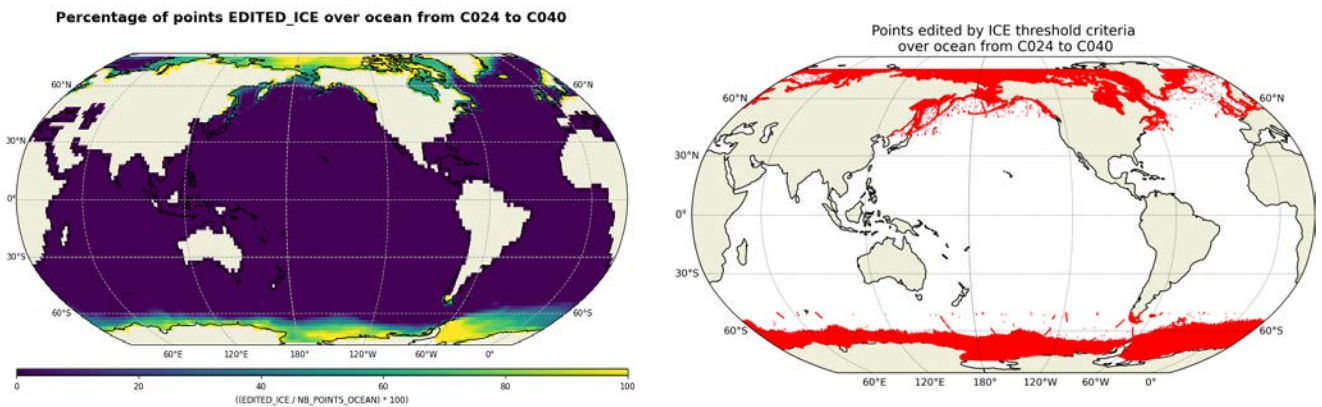 Percentage of points EDITED_ICE over ocean from C024 to C040
60°N
60°N
30°N
30°N
0°
0°
30°S
30°S
60°S
60°S
60°E 120°E 180° 120°W 60°W 0°
0 20 40 60 80 100
((EDITED_ICE / NB_POINTS_OCEAN) * 100)
Points edited by ICE threshold criteria
over ocean from C024 to C040
60°N
60°N
30°N
30°N
0°
0°
30°S
30°S
60°S
60°S
60°E 120°E 180° 120°W 60°W 0°